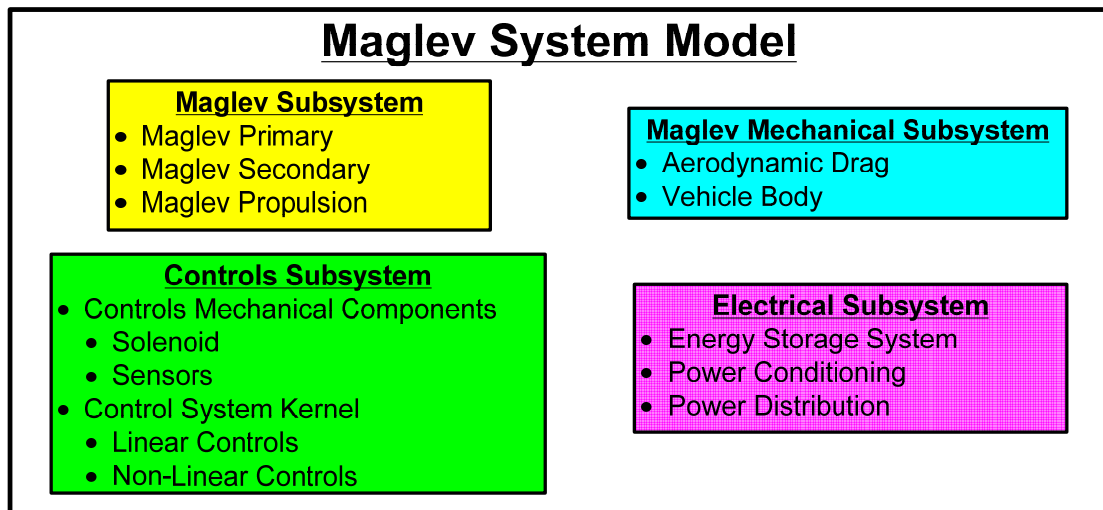 Maglev System Model
Maglev Subsystem
• Maglev Primary
• Maglev Secondary
• Maglev Propulsion
Maglev Mechanical Subsystem
• Aerodynamic Drag
• Vehicle Body
Controls Subsystem
• Controls Mechanical Components
• Solenoid
• Sensors
• Control System Kernel
• Linear Controls
• Non-Linear Controls
Electrical Subsystem
• Energy Storage System
• Power Conditioning
• Power Distribution